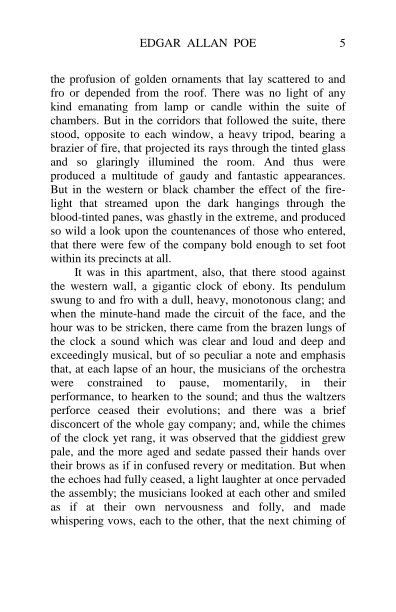 EDGAR ALLAN POE 5
the profusion of golden ornaments that lay scattered to and
fro or depended from the roof. There was no light of any
kind emanating from lamp or candle within the suite of
chambers. But in the corridors that followed the suite, there
stood, opposite to each window, a heavy tripod, bearing a
brazier of fire, that projected its rays through the tinted glass
and so glaringly illumined the room. And thus were
produced a multitude of gaudy and fantastic appearances.
But in the western or black chamber the effect of the fire-
light that streamed upon the dark hangings through the
blood-tinted panes, was ghastly in the extreme, and produced
so wild a look upon the countenances of those who entered,
that there were few of the company bold enough to set foot
within its precincts at all.
It was in this apartment, also, that there stood against
the western wall, a gigantic clock of ebony. Its pendulum
swung to and fro with a dull, heavy, monotonous clang; and
when the minute-hand made the circuit of the face, and the
hour was to be stricken, there came from the brazen lungs of
the clock a sound which was clear and loud and deep and
exceedingly musical, but of so peculiar a note and emphasis
that, at each lapse of an hour, the musicians of the orchestra
were constrained to pause, momentarily, in their
performance, to hearken to the sound; and thus the waltzers
perforce ceased their evolutions; and there was a brief
disconcert of the whole gay company; and, while the chimes
of the clock yet rang, it was observed that the giddiest grew
pale, and the more aged and sedate passed their hands over
their brows as if in confused revery or meditation. But when
the echoes had fully ceased, a light laughter at once pervaded
the assembly; the musicians looked at each other and smiled
as if at their own nervousness and folly, and made
whispering vows, each to the other, that the next chiming of